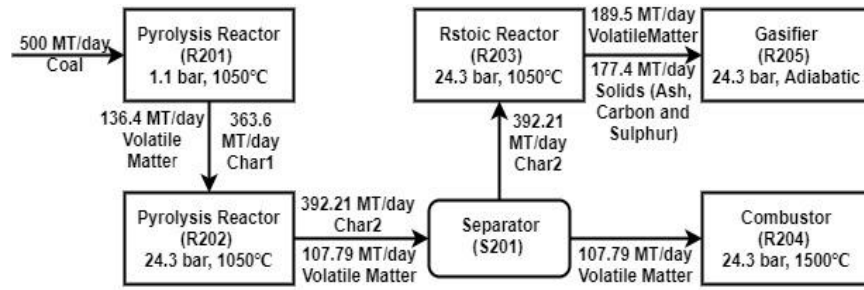 500 MT/day
Coal
Pyrolysis Reactor
(R201)
1.1 bar, 1050℃
136.4 MT/day
Volatile
Matter
363.6
MT/day
Char1
Pyrolysis Reactor
(R202)
24.3 bar, 1050℃
392.21 MT/day
Char2
107.79 MT/day
Volatile Matter
Separator
(S201)
392.21
MT/day
Char2
Rstoic Reactor
(R203)
24.3 bar, 1050℃
189.5 MT/day
VolatileMatter
177.4 MT/day
Solids (Ash,
Carbon and
Sulphur)
Gasifier
(R205)
24.3 bar, Adiabatic
107.79 MT/day
Volatile Matter
Combustor
(R204)
24.3 bar, 1500℃